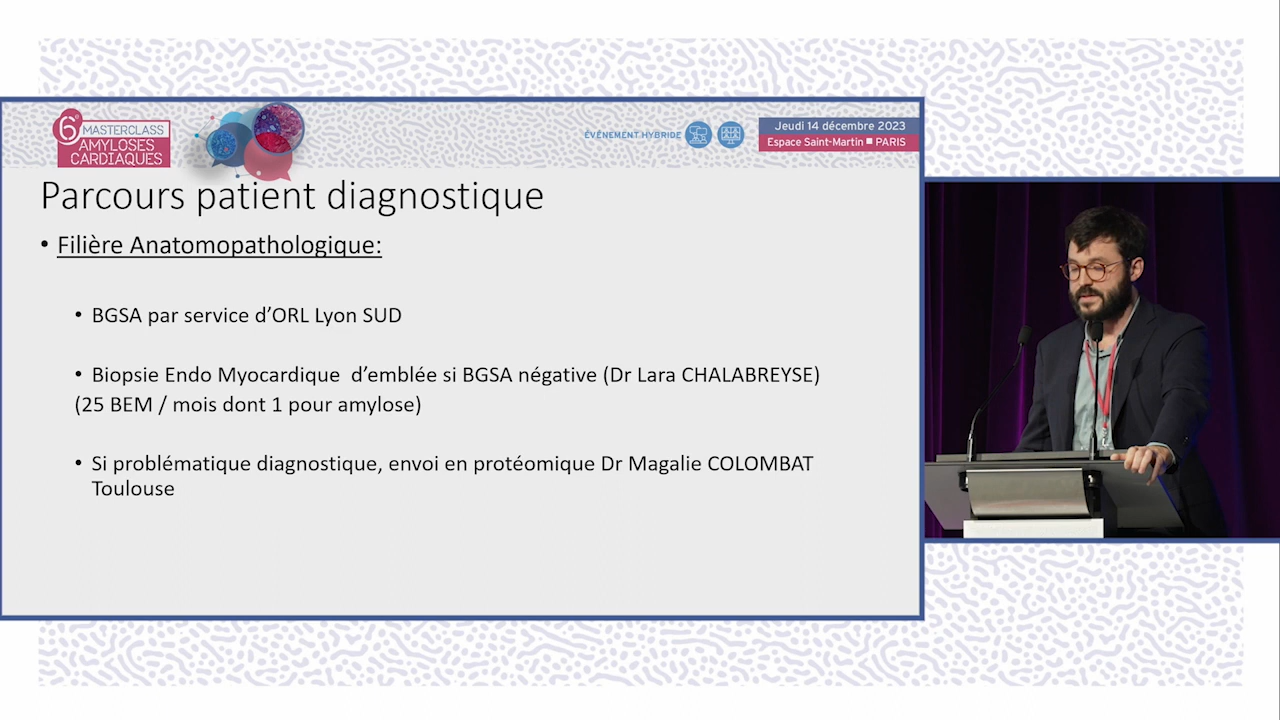 6e
MASTERCLASS
AMYLOSES
CARDIAQUES
ÉVÉNEMENT HYBRIDE
Jeudi 14 décembre 2023
Espace Saint-Martin ■ PARIS
Parcours patient diagnostique
• Filière Anatomopathologique:
• BGSA par service d’ORL Lyon SUD
• Biopsie Endo Myocardique d’emblée si BGSA négative (Dr Lara CHALABREYSE)
(25 BEM / mois dont 1 pour amylose)
• Si problématique diagnostique, envoi en protéomique Dr Magalie COLOMBAT
Toulouse